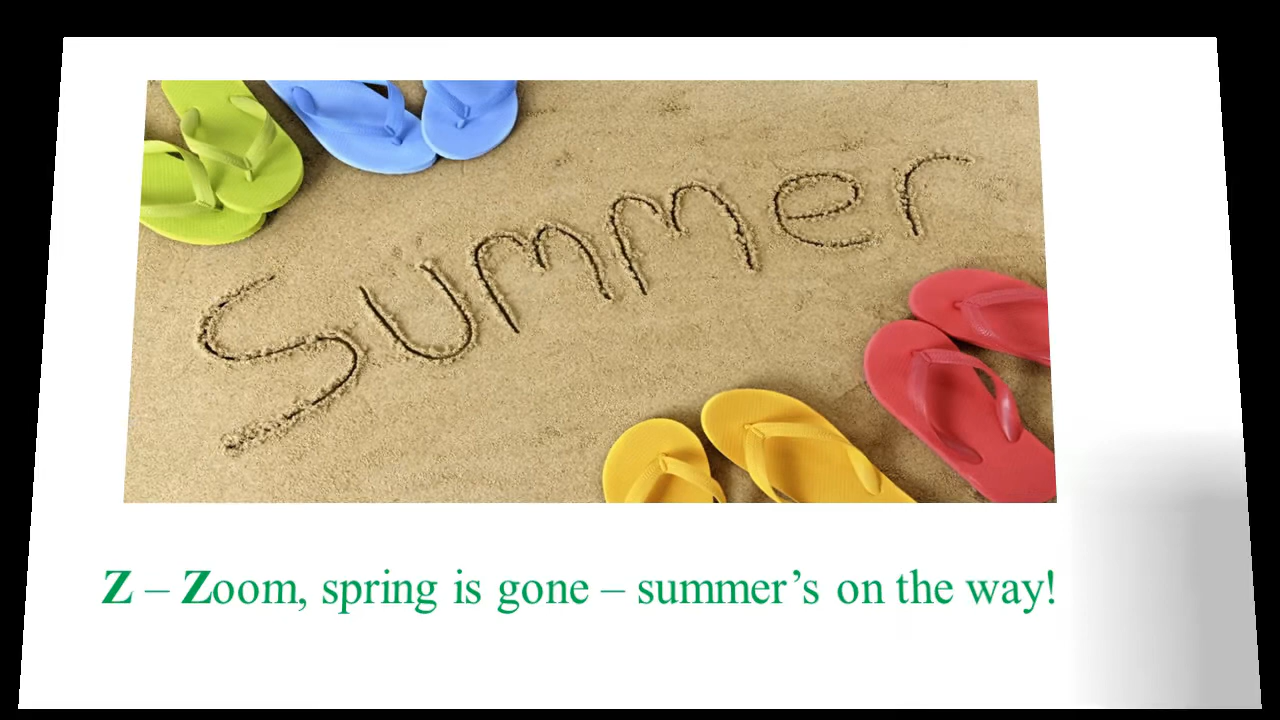 Summer
Z – Zoom, spring is gone – summer’s on the way!